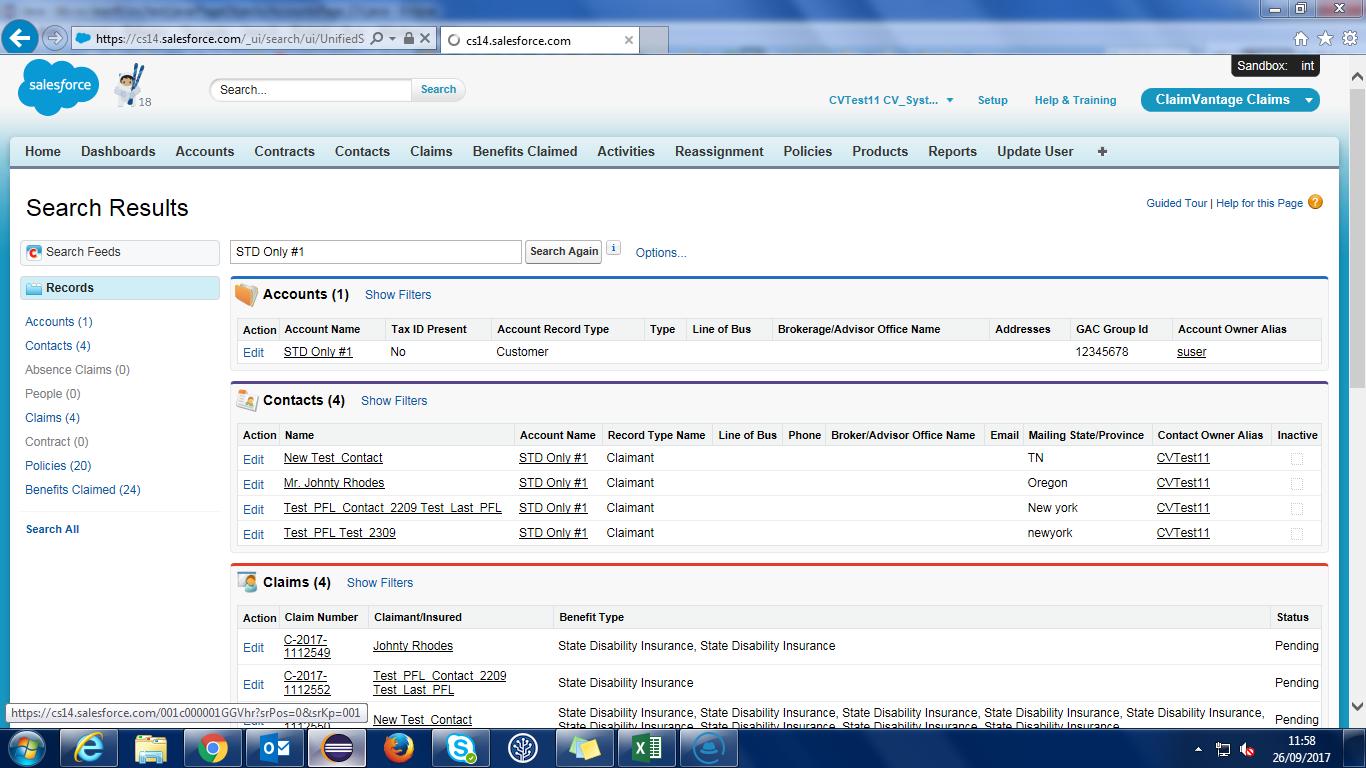 https://cs14.salesforce.com/_ui/search/ui/UnifiedS
cs14.salesforce.com
Sandbox: int
salesforce
18
Search...
Search
CVTest11 CV_Syst...
Setup
Help & Training
ClaimVantage Claims
Home Dashboards Accounts Contracts Contacts Claims Benefits Claimed Activities Reassignment Policies Products Reports Update User +
Search Results
Guided Tour | Help for this Page ?
Search Feeds
STD Only #1
Search Again
i
Options...
Records
Accounts (1)
Contacts (4)
Absence Claims (0)
People (0)
Claims (4)
Contract (0)
Policies (20)
Benefits Claimed (24)
Search All
Accounts (1) Show Filters
Action Account Name Tax ID Present Account Record Type Type Line of Bus Brokerage/Advisor Office Name Addresses GAC Group Id Account Owner Alias
Edit STD Only #1 No Customer 12345678 suser
Contacts (4) Show Filters
Action Name Account Name Record Type Name Line of Bus Phone Broker/Advisor Office Name Email Mailing State/Province Contact Owner Alias Inactive
Edit New Test_Contact STD Only #1 Claimant TN CVTest11
Edit Mr. Johnty Rhodes STD Only #1 Claimant Oregon CVTest11
Edit Test_PFL_Contact_2209 Test_Last_PFL STD Only #1 Claimant New york CVTest11
Edit Test_PFL Test_2309 STD Only #1 Claimant newyork CVTest11
Claims (4) Show Filters
Action Claim Number Claimant/Insured Benefit Type Status
Edit C-2017-1112549 Johnty Rhodes State Disability Insurance, State Disability Insurance Pending
Edit C-2017-1112552 Test_PFL_Contact_2209 Test_Last_PFL State Disability Insurance Pending
New Test_Contact State Disability Insurance, State Disability Insurance, State Disability Insurance, State Disability Insurance, State Disability Insurance, Pending
https://cs14.salesforce.com/001c000001GGVhr?srPos=0&srKp=001
11:58
26/09/2017